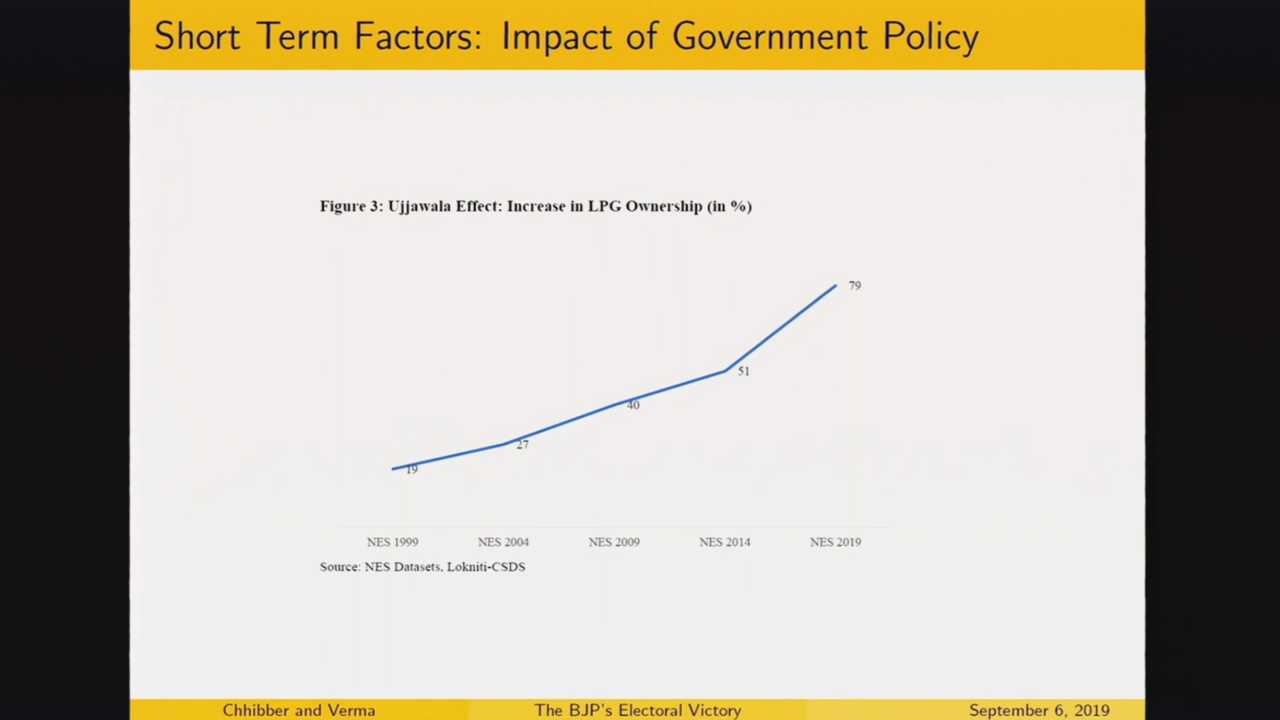 Short Term Factors: Impact of Government Policy
Figure 3: Ujjawala Effect: Increase in LPG Ownership (in %)
79
51
40
27
19
NES 1999 NES 2004 NES 2009 NES 2014 NES 2019
Source: NES Datasets, Lokniti-CSDS
Chhibber and Verma The BJP's Electoral Victory September 6, 2019